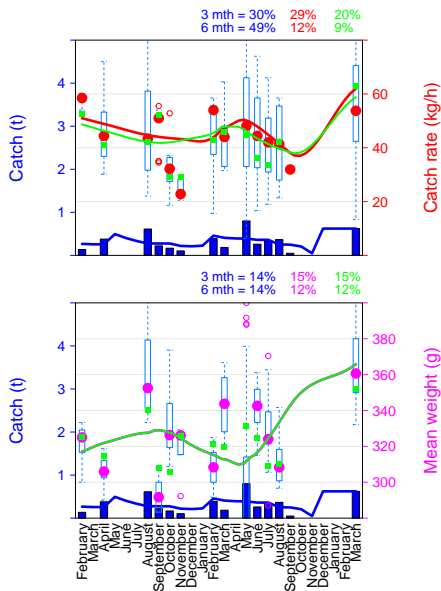 3 mth = 30% 29% 20%
6 mth = 49% 12% 9%
5
4
3
2
1
Catch (t)
60
40
20
Catch rate (kg/h)
3 mth = 14% 15% 15%
6 mth = 12% 12% 12%
5
4
3
2
1
Catch (t)
380
360
340
320
300
Mean weight (g)
February
March
April
May
June
July
August
September
October
November
December
January
February
March
April
May
June
July
August
September
October
November
December
January
February
March